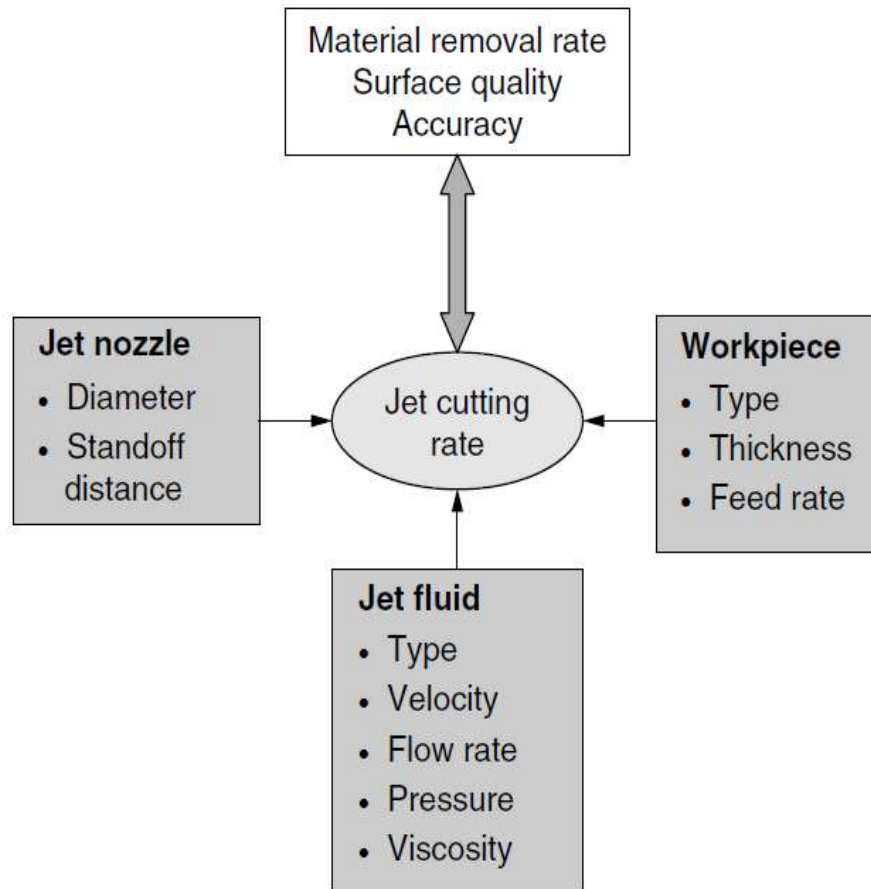 Material removal rate
Surface quality
Accuracy
Jet nozzle
• Diameter
• Standoff
distance
Jet cutting
rate
Workpiece
• Type
• Thickness
• Feed rate
Jet fluid
• Type
• Velocity
• Flow rate
• Pressure
• Viscosity